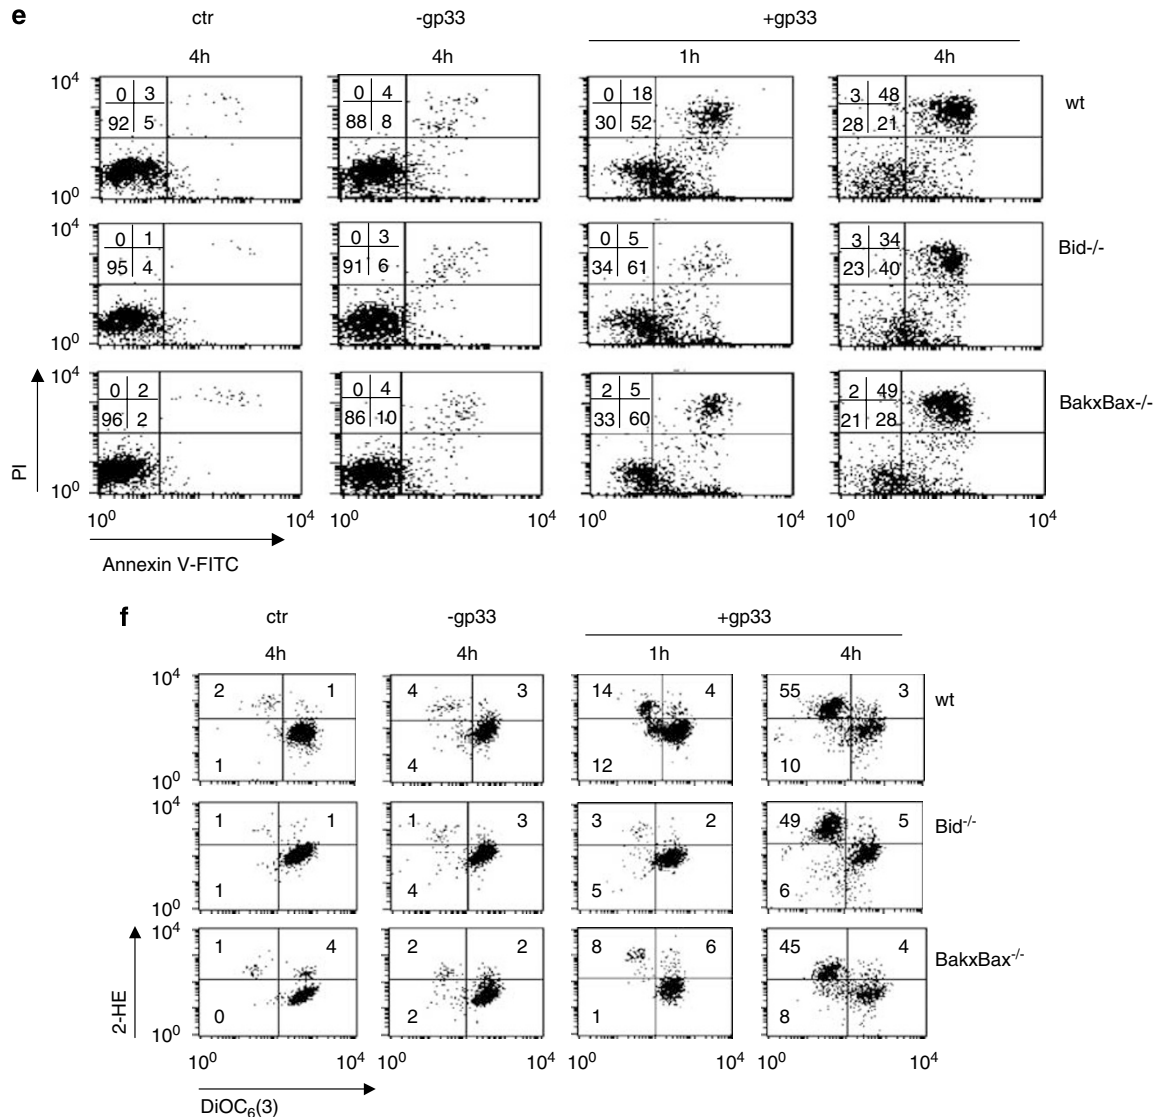 e
ctr -gp33 +gp33
4h 4h 1h 4h
10⁴ 0 3 0 4 0 18 3 48 wt
92 5 88 8 30 52 28 21
10⁰
10⁴ 0 1 0 3 0 5 3 34 Bid-/-
95 4 91 6 34 61 23 40
10⁰
10⁴ 0 2 0 4 2 5 2 49 BakxBax-/-
96 2 86 10 33 60 21 28
PI
10⁰
10⁰ 10⁴ 10⁰ 10⁴ 10⁰ 10⁴ 10⁰ 10⁴
Annexin V-FITC
f
ctr -gp33 +gp33
4h 4h 1h 4h
10⁴ 2 1 4 3 14 4 55 3 wt
1 4 12 10
10⁰
10⁴ 1 1 1 3 3 2 49 5 Bid⁻/⁻
1 4 5 6
10⁰
10⁴ 1 4 2 2 8 6 45 4 BakxBax⁻/⁻
0 2 1 8
2-HE
10⁰
10⁰ 10⁴ 10⁰ 10⁴ 10⁰ 10⁴ 10⁰ 10⁴
DiOC₆(3)